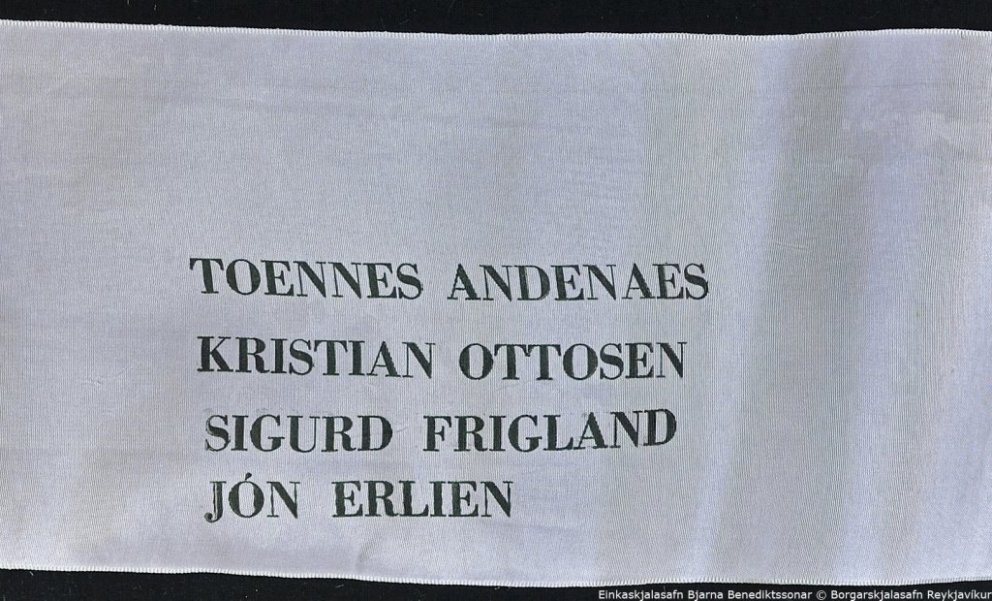 TOENNES ANDENAES
KRISTIAN OTTOSEN
SIGURD FRIGLAND
JÓN ERLIEN
Einkaskjalasafn Bjarna Benediktssonar © Borgarskjalasafn Reykjavíkur